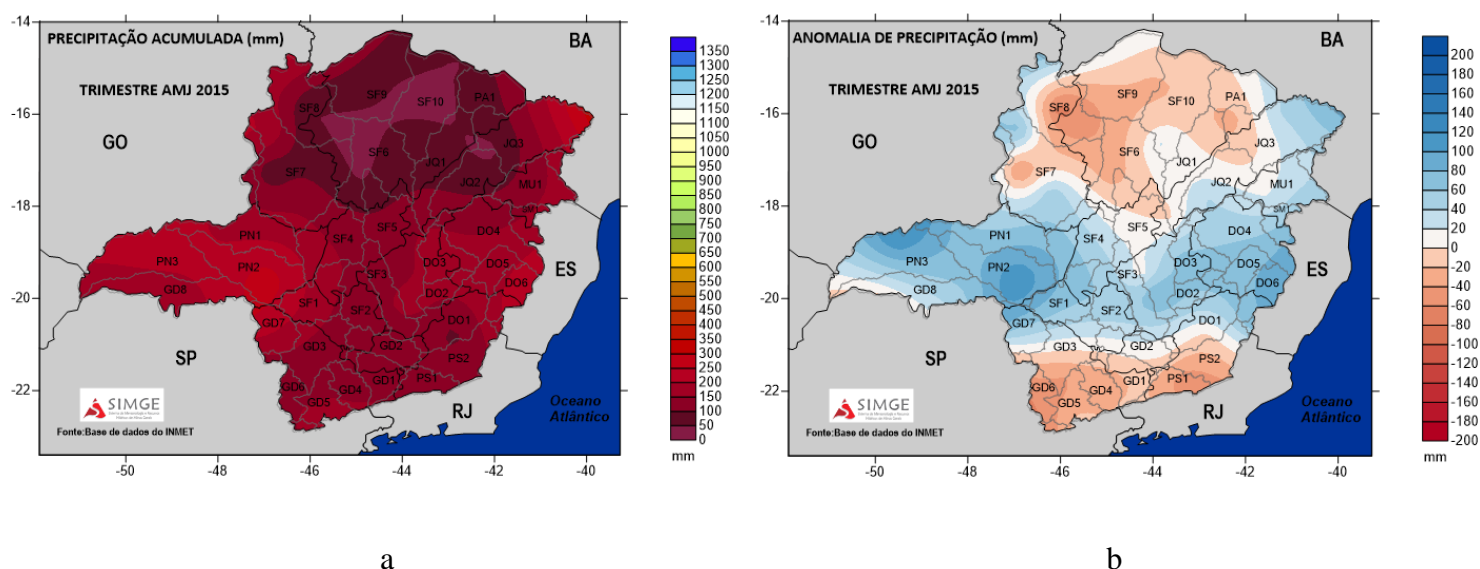 PRECIPITAÇÃO ACUMULADA (mm)
TRIMESTRE AMJ 2015
BA
GO
ES
SP
RJ
Oceano
Atlântico
SF8
SF9
SF10
PA1
SF6
JQ1
JQ3
SF7
JQ2
MU1
SM1
PN1
SF4
SF5
DO4
PN3
PN2
SF3
DO3
DO5
GD8
SF1
DO2
DO6
SF2
GD7
DO1
GD3
GD2
PS2
GD6
GD4
GD1
PS1
GD5
SIMGE
Fonte:Base de dados do INMET
-14
-16
-18
-20
-22
-50
-48
-46
-44
-42
-40
1350
1300
1250
1200
1150
1100
1050
1000
950
900
850
800
750
700
650
600
550
500
450
400
350
300
250
200
150
100
50
0
mm
a
ANOMALIA DE PRECIPITAÇÃO (mm)
TRIMESTRE AMJ 2015
BA
GO
ES
SP
RJ
Oceano
Atlântico
SF8
SF9
SF10
PA1
SF6
JQ1
JQ3
SF7
JQ2
MU1
SM1
PN1
SF4
SF5
DO4
PN3
PN2
SF3
DO3
DO5
GD8
SF1
DO2
DO6
SF2
GD7
DO1
GD3
GD2
PS2
GD6
GD4
GD1
PS1
GD5
SIMGE
Fonte:Base de dados do INMET
-14
-16
-18
-20
-22
-50
-48
-46
-44
-42
-40
200
180
160
140
120
100
80
60
40
20
0
-20
-40
-60
-80
-100
-120
-140
-160
-180
-200
mm
b